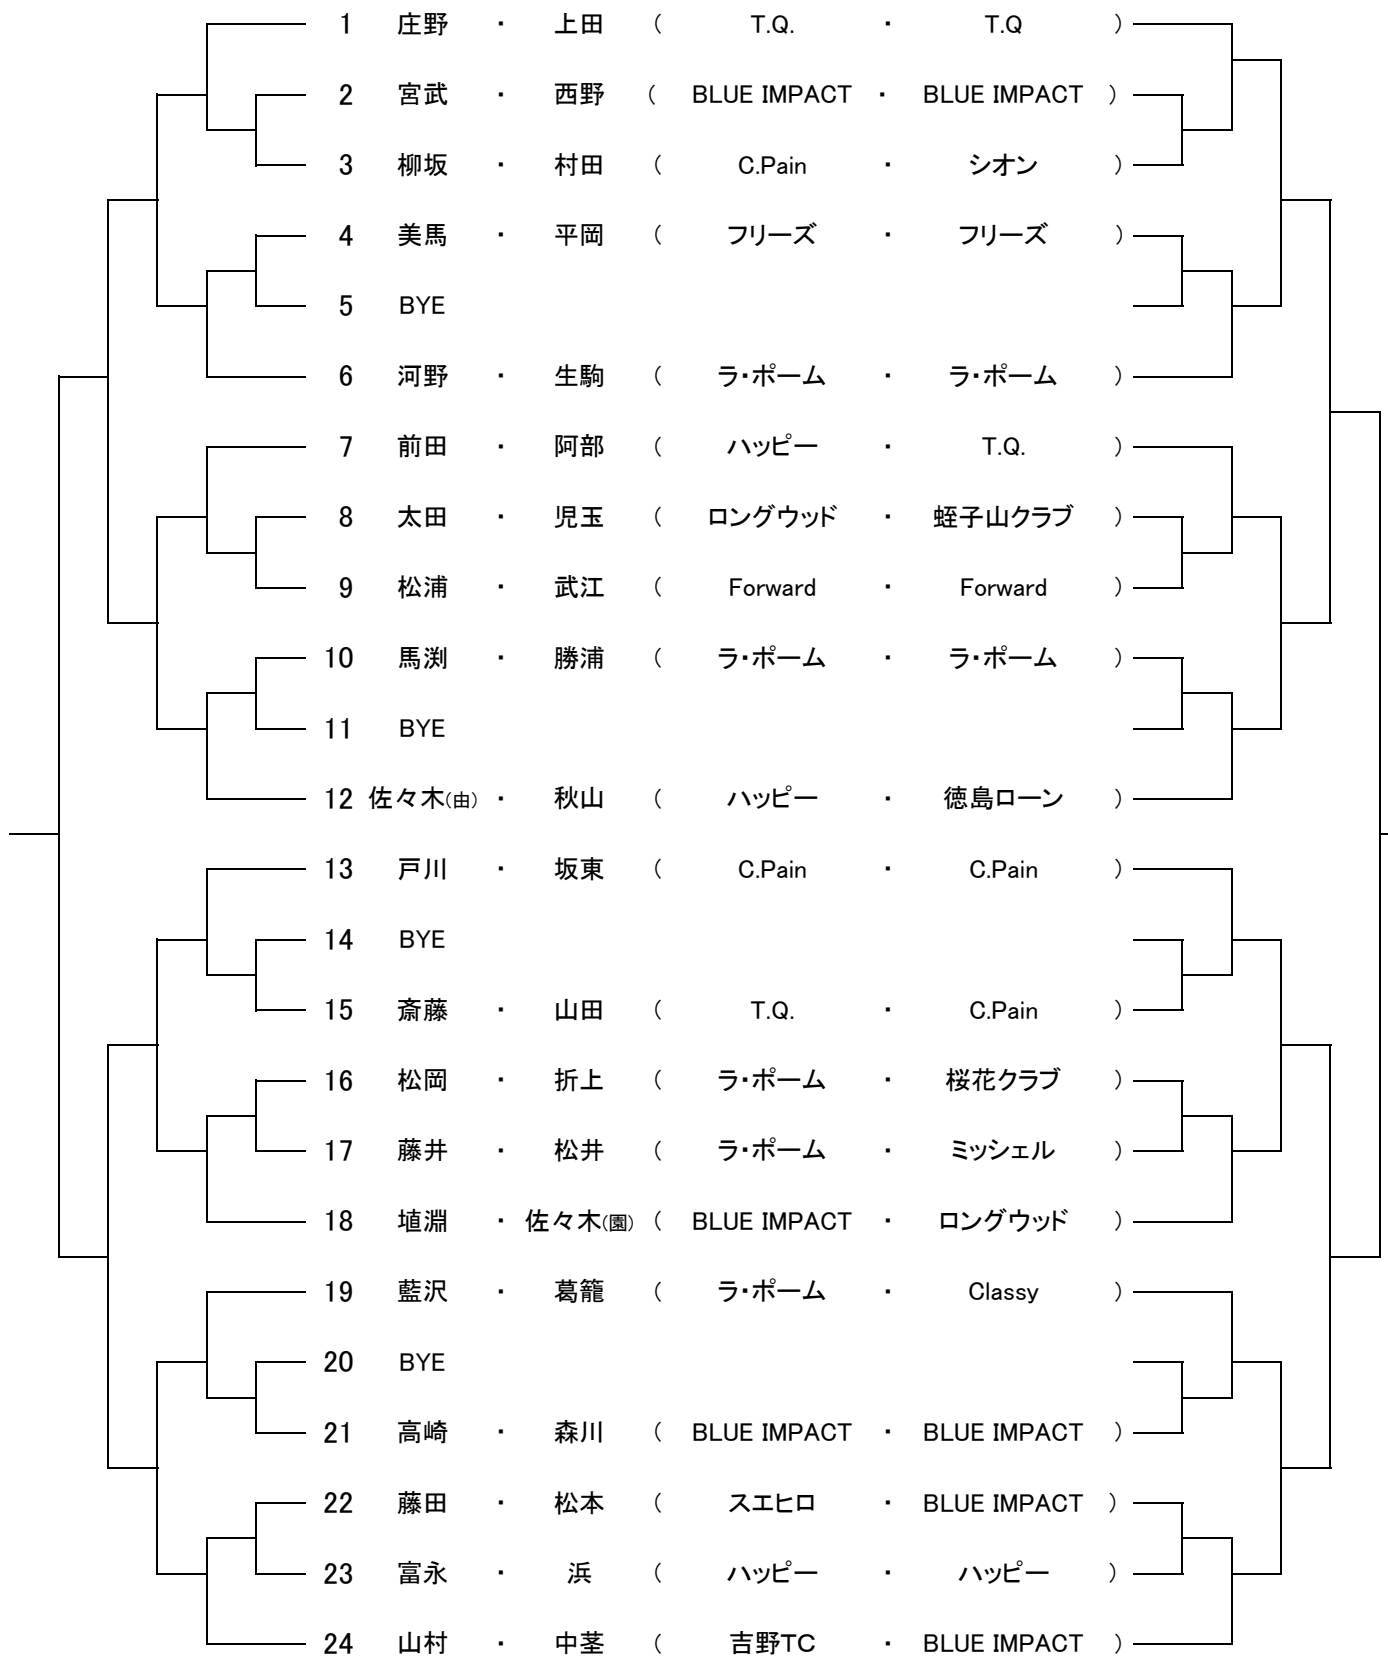 1 庄野 ・ 上田 ( T.Q. ・ T.Q )
2 宮武 ・ 西野 ( BLUE IMPACT ・ BLUE IMPACT )
3 柳坂 ・ 村田 ( C.Pain ・ シオン )
4 美馬 ・ 平岡 ( フリーズ ・ フリーズ )
5 BYE
6 河野 ・ 生駒 ( ラ・ポーム ・ ラ・ポーム )
7 前田 ・ 阿部 ( ハッピー ・ T.Q. )
8 太田 ・ 児玉 ( ロングウッド ・ 蛭子山クラブ )
9 松浦 ・ 武江 ( Forward ・ Forward )
10 馬渕 ・ 勝浦 ( ラ・ポーム ・ ラ・ポーム )
11 BYE
12 佐々木(由) ・ 秋山 ( ハッピー ・ 徳島ローン )
13 戸川 ・ 坂東 ( C.Pain ・ C.Pain )
14 BYE
15 斎藤 ・ 山田 ( T.Q. ・ C.Pain )
16 松岡 ・ 折上 ( ラ・ポーム ・ 桜花クラブ )
17 藤井 ・ 松井 ( ラ・ポーム ・ ミッシェル )
18 埴淵 ・ 佐々木(園) ( BLUE IMPACT ・ ロングウッド )
19 藍沢 ・ 葛籠 ( ラ・ポーム ・ Classy )
20 BYE
21 高崎 ・ 森川 ( BLUE IMPACT ・ BLUE IMPACT )
22 藤田 ・ 松本 ( スエヒロ ・ BLUE IMPACT )
23 富永 ・ 浜 ( ハッピー ・ ハッピー )
24 山村 ・ 中茎 ( 吉野TC ・ BLUE IMPACT )